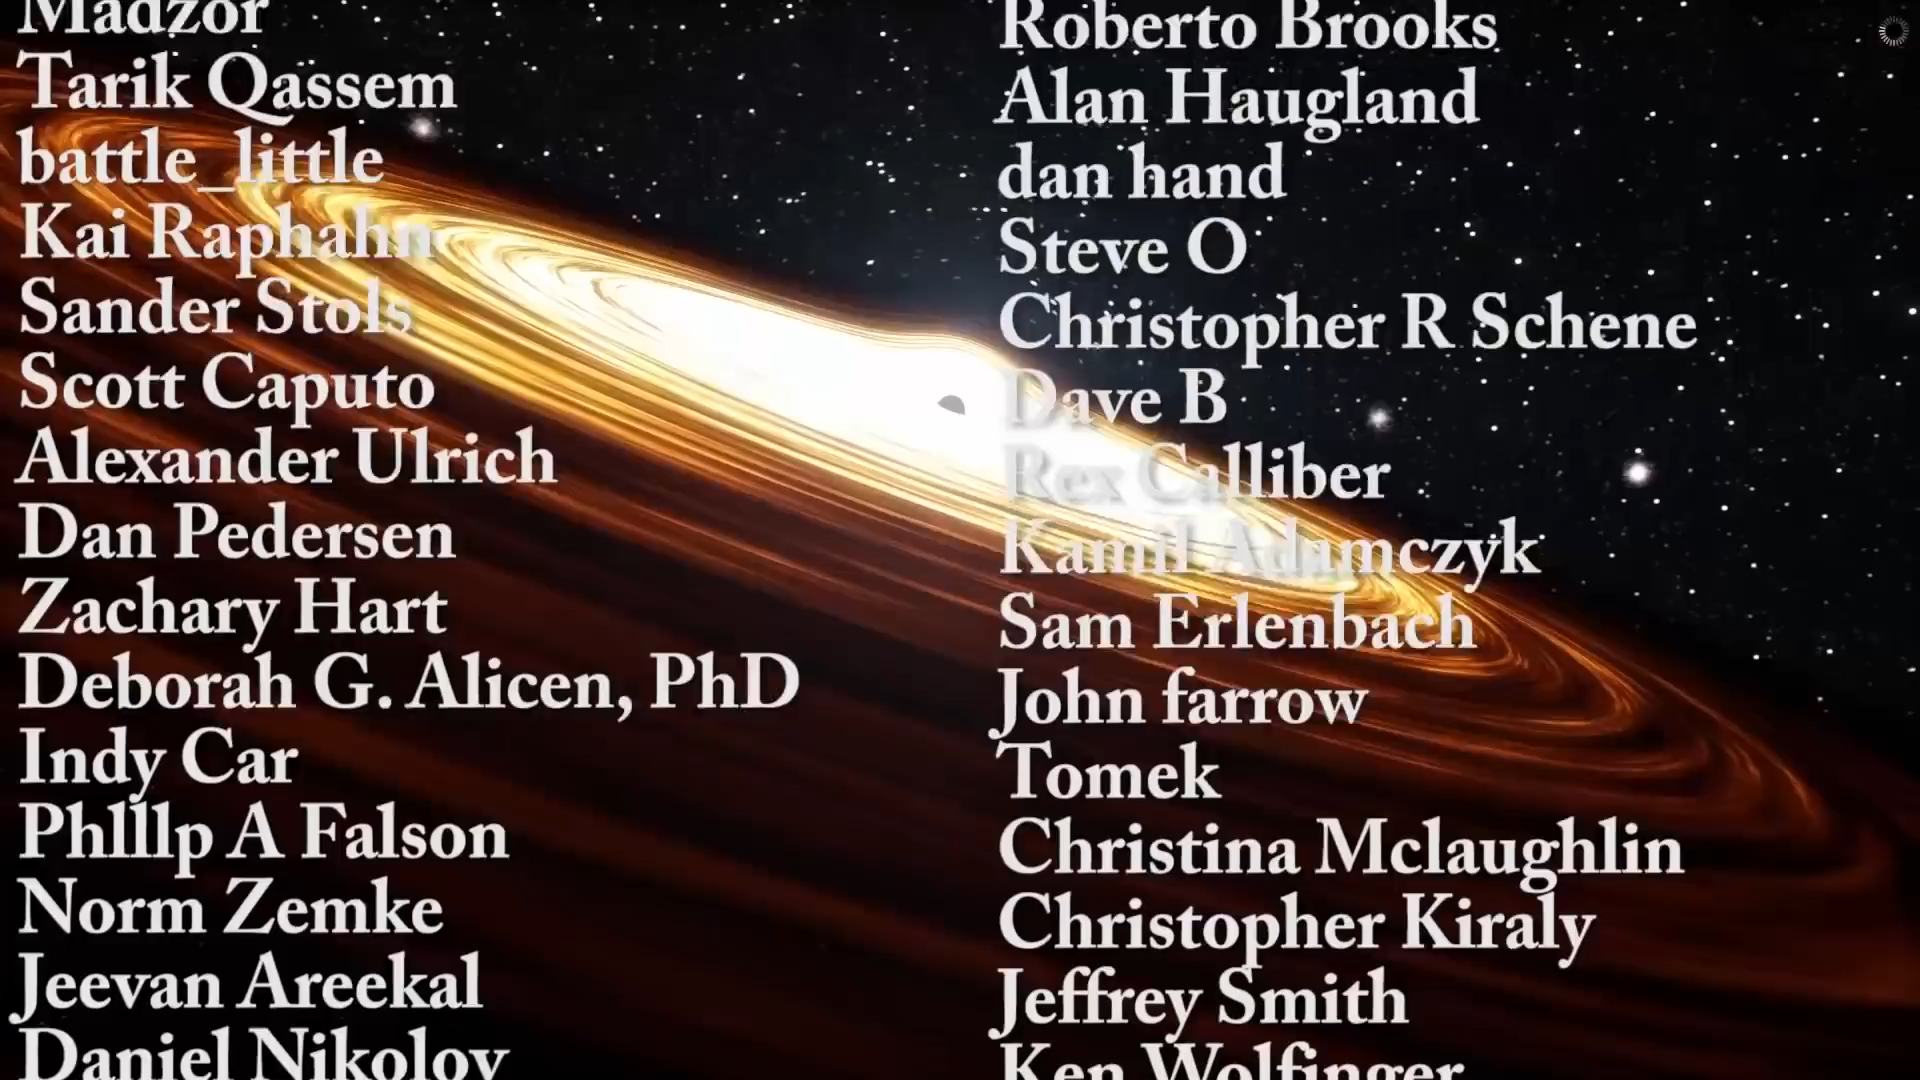 Madzor
Tarik Qassem
battle_little
Kai Raphahn
Sander Stols
Scott Caputo
Alexander Ulrich
Dan Pedersen
Zachary Hart
Deborah G. Alicen, PhD
Indy Car
Phlllp A Falson
Norm Zemke
Jeevan Areekal
Daniel Nikolov
Roberto Brooks
Alan Haugland
dan hand
Steve O
Christopher R Schene
Dave B
Rex Calliber
Kamil Adamczyk
Sam Erlenbach
John farrow
Tomek
Christina Mclaughlin
Christopher Kiraly
Jeffrey Smith
Ken Wolfinger